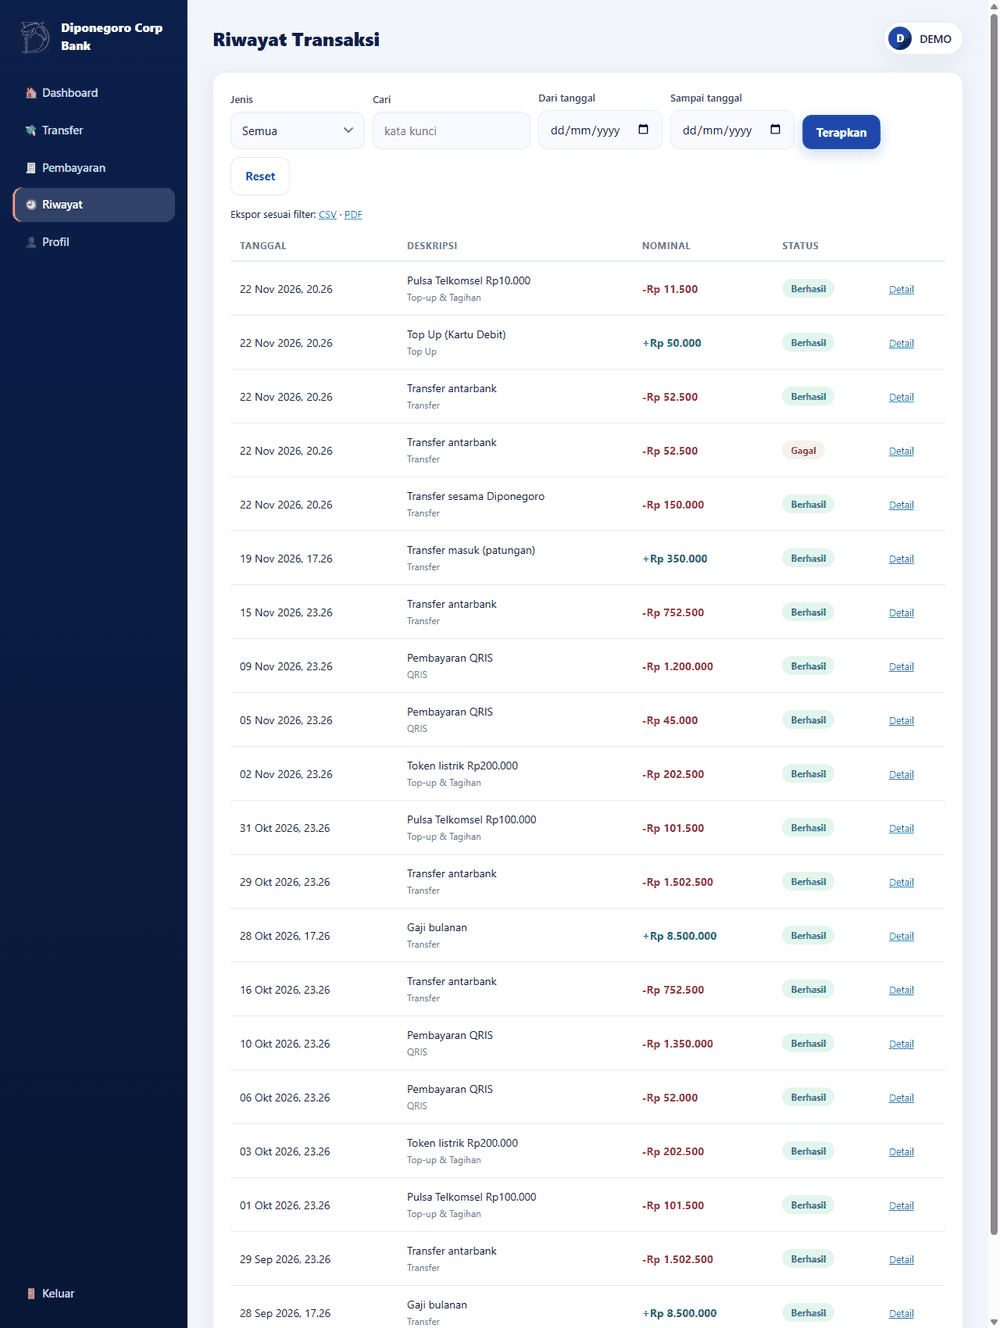 Diponegoro Corp
Bank
Dashboard
Transfer
Pembayaran
Riwayat
Profil
Keluar
Riwayat Transaksi
D DEMO
Jenis
Semua
Cari
kata kunci
Dari tanggal
dd/mm/yyyy
Sampai tanggal
dd/mm/yyyy
Terapkan
Reset
Ekspor sesuai filter: CSV · PDF
TANGGAL DESKRIPSI NOMINAL STATUS
22 Nov 2026, 20.26 Pulsa Telkomsel Rp10.000 -Rp 11.500 Berhasil Detail
Top-up & Tagihan
22 Nov 2026, 20.26 Top Up (Kartu Debit) +Rp 50.000 Berhasil Detail
Top Up
22 Nov 2026, 20.26 Transfer antarbank -Rp 52.500 Berhasil Detail
Transfer
22 Nov 2026, 20.26 Transfer antarbank -Rp 52.500 Gagal Detail
Transfer
22 Nov 2026, 20.26 Transfer sesama Diponegoro -Rp 150.000 Berhasil Detail
Transfer
19 Nov 2026, 17.26 Transfer masuk (patungan) +Rp 350.000 Berhasil Detail
Transfer
15 Nov 2026, 23.26 Transfer antarbank -Rp 752.500 Berhasil Detail
Transfer
09 Nov 2026, 23.26 Pembayaran QRIS -Rp 1.200.000 Berhasil Detail
QRIS
05 Nov 2026, 23.26 Pembayaran QRIS -Rp 45.000 Berhasil Detail
QRIS
02 Nov 2026, 23.26 Token listrik Rp200.000 -Rp 202.500 Berhasil Detail
Top-up & Tagihan
31 Okt 2026, 23.26 Pulsa Telkomsel Rp100.000 -Rp 101.500 Berhasil Detail
Top-up & Tagihan
29 Okt 2026, 23.26 Transfer antarbank -Rp 1.502.500 Berhasil Detail
Transfer
28 Okt 2026, 17.26 Gaji bulanan +Rp 8.500.000 Berhasil Detail
Transfer
16 Okt 2026, 23.26 Transfer antarbank -Rp 752.500 Berhasil Detail
Transfer
10 Okt 2026, 23.26 Pembayaran QRIS -Rp 1.350.000 Berhasil Detail
QRIS
06 Okt 2026, 23.26 Pembayaran QRIS -Rp 52.000 Berhasil Detail
QRIS
03 Okt 2026, 23.26 Token listrik Rp200.000 -Rp 202.500 Berhasil Detail
Top-up & Tagihan
01 Okt 2026, 23.26 Pulsa Telkomsel Rp100.000 -Rp 101.500 Berhasil Detail
Top-up & Tagihan
29 Sep 2026, 23.26 Transfer antarbank -Rp 1.502.500 Berhasil Detail
Transfer
28 Sep 2026, 17.26 Gaji bulanan +Rp 8.500.000 Berhasil Detail
Transfer